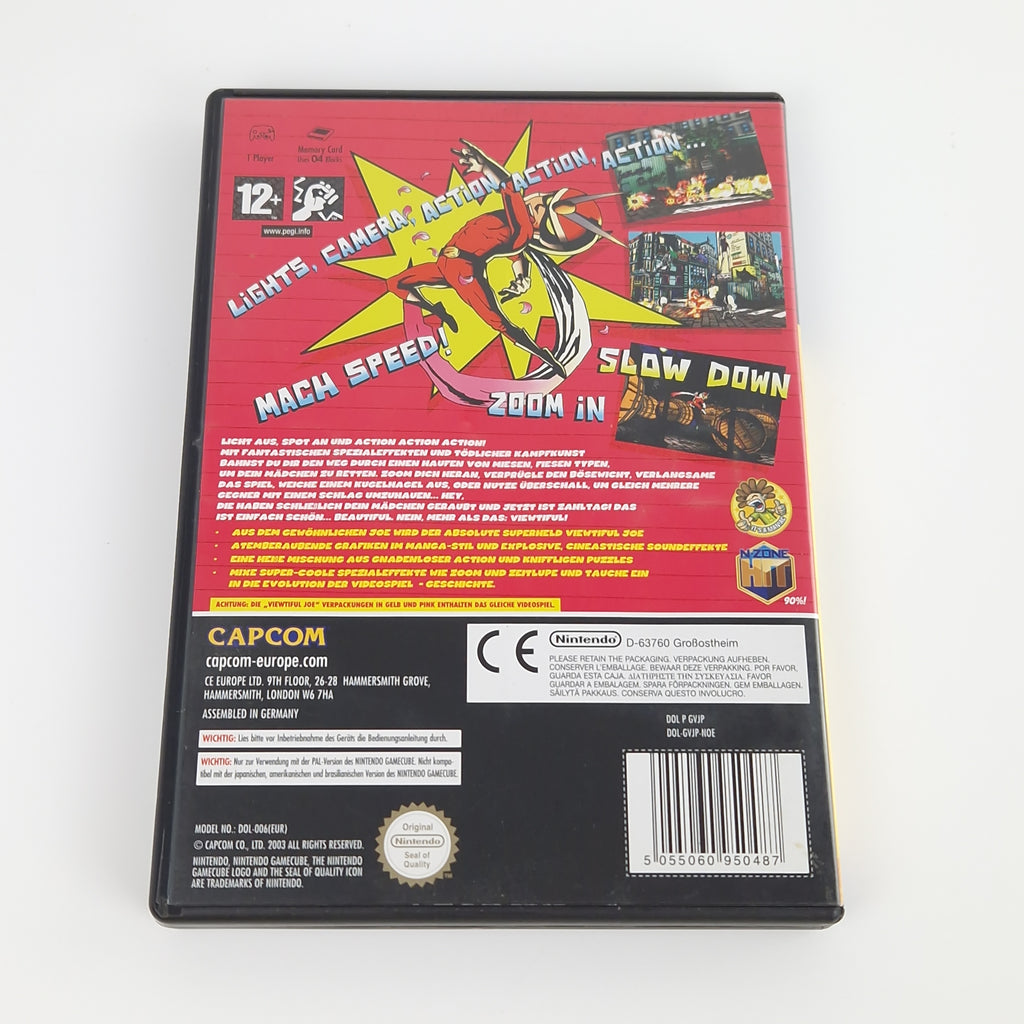 1 Player
Memory Card
Uses 04 Blocks
12+
www.pegi.info
LiGHTS, CAMERA, ACTiON, ACTiON, ACTiON...
MACH SPEED!
ZOOM iN
SLOW DOWN
LICHT AUS, SPOT AN UND ACTION ACTION ACTION!
MIT FANTASTISCHEN SPEZIALEFFEKTEN UND TÖDLICHER KAMPFKUNST
BAHNST DU DIR DEN WEG DURCH EINEN HAUFEN VON MIESEN, FIESEN TYPEN,
UM DEIN MÄDCHEN ZU RETTEN. ZOOM DICH HERAN, VERPRÜGLE DEN BÖSEWICHT, VERLANGSAME
DAS SPIEL, WEICHE EINEM KUGELHAGEL AUS, ODER NUTZE ÜBERSCHALL, UM GLEICH MEHRERE
GEGNER MIT EINEM SCHLAG UMZUHAUEN... HEY,
DIE HABEN SCHLIEßLICH DEIN MÄDCHEN GERAUBT UND JETZT IST ZAHLTAG! DAS
IST EINFACH SCHÖN... BEAUTIFUL. NEIN, MEHR ALS DAS: VIEWTIFUL!
• AUS DEM GEWÖHNLICHEN JOE WIRD DER ABSOLUTE SUPERHELD VIEWTIFUL JOE
• ATEMBERAUBENDE GRAFIKEN IM MANGA-STIL UND EXPLOSIVE, CINEASTISCHE SOUNDEFFEKTE
• EINE HEIßE MISCHUNG AUS GNADENLOSER ACTION UND KNIFFLIGEN PUZZLES
• MIXE SUPER-COOLE SPEZIALEFFEKTE WIE ZOOM UND ZEITLUPE UND TAUCHE EIN
IN DIE EVOLUTION DER VIDEOSPIEL - GESCHICHTE.
N-ZONE
HIT
90%!
ACHTUNG: DIE „VIEWTIFUL JOE“ VERPACKUNGEN IN GELB UND PINK ENTHALTEN DAS GLEICHE VIDEOSPIEL.
CAPCOM
capcom-europe.com
CE EUROPE LTD. 9TH FLOOR, 26-28 HAMMERSMITH GROVE,
HAMMERSMITH, LONDON W6 7HA
ASSEMBLED IN GERMANY
CE Nintendo D-63760 Großostheim
PLEASE RETAIN THE PACKAGING. VERPACKUNG AUFHEBEN.
CONSERVER L'EMBALLAGE. BEWAAR DEZE VERPAKKING. POR FAVOR,
GUARDA ESTA CAJA. ΔΙΑΤΗΡΗΣΤΕ ΤΗΝ ΣΥΣΚΕΥΑΣΙΑ. FAVOR
GUARDAR A EMBALAGEM. SPARA FÖRPACKNINGEN. GEM EMBALLAGEN.
SÄILYTÄ PAKKAUS. CONSERVA QUESTO INVOLUCRO.
DOL P GVJP
DOL-GVJP-NOE
WICHTIG: Lies bitte vor Inbetriebnahme des Geräts die Bedienungsanleitung durch.
WICHTIG: Nur zur Verwendung mit der PAL-Version des NINTENDO GAMECUBE. Nicht kompa-
tibel mit der japanischen, amerikanischen und brasilianischen Version des NINTENDO GAMECUBE.
MODEL NO.: DOL-006(EUR)
© CAPCOM CO., LTD. 2003 ALL RIGHTS RESERVED.
NINTENDO, NINTENDO GAMECUBE, THE NINTENDO
GAMECUBE LOGO AND THE SEAL OF QUALITY ICON
ARE TRADEMARKS OF NINTENDO.
Original
Nintendo
Seal of
Quality
5 055060 950487